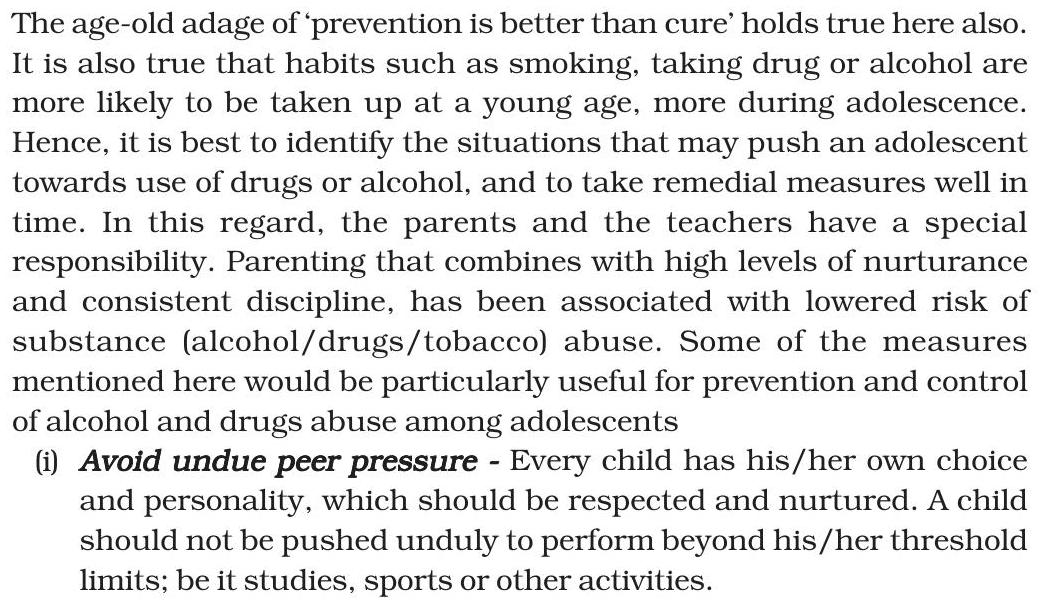 The age-old adage of ‘prevention is better than cure’ holds true here also.
It is also true that habits such as smoking, taking drug or alcohol are
more likely to be taken up at a young age, more during adolescence.
Hence, it is best to identify the situations that may push an adolescent
towards use of drugs or alcohol, and to take remedial measures well in
time. In this regard, the parents and the teachers have a special
responsibility. Parenting that combines with high levels of nurturance
and consistent discipline, has been associated with lowered risk of
substance (alcohol/drugs/tobacco) abuse. Some of the measures
mentioned here would be particularly useful for prevention and control
of alcohol and drugs abuse among adolescents
(i) Avoid undue peer pressure - Every child has his/her own choice
and personality, which should be respected and nurtured. A child
should not be pushed unduly to perform beyond his/her threshold
limits; be it studies, sports or other activities.